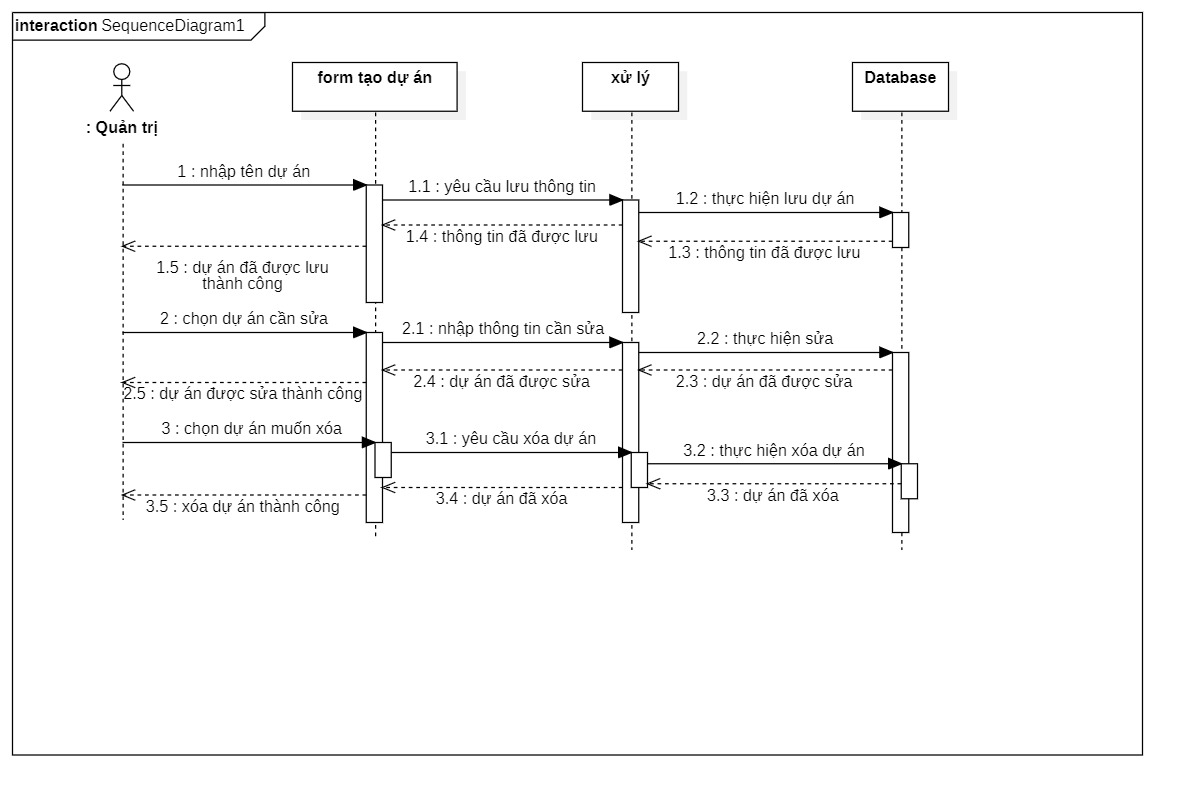 interaction SequenceDiagram1
form tạo dự án
xử lý
Database
: Quản trị
1 : nhập tên dự án
1.1 : yêu cầu lưu thông tin
1.2 : thực hiện lưu dự án
1.4 : thông tin đã được lưu
1.3 : thông tin đã được lưu
1.5 : dự án đã được lưu
thành công
2 : chọn dự án cần sửa
2.1 : nhập thông tin cần sửa
2.2 : thực hiện sửa
2.4 : dự án đã được sửa
2.3 : dự án đã được sửa
2.5 : dự án được sửa thành công
3 : chọn dự án muốn xóa
3.1 : yêu cầu xóa dự án
3.2 : thực hiện xóa dự án
3.4 : dự án đã xóa
3.3 : dự án đã xóa
3.5 : xóa dự án thành công